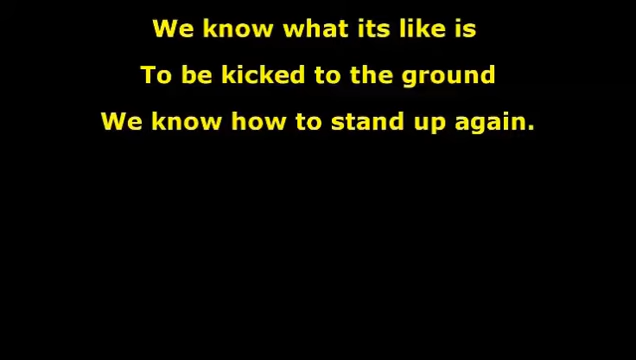 We know what its like is
To be kicked to the ground
We know how to stand up again.